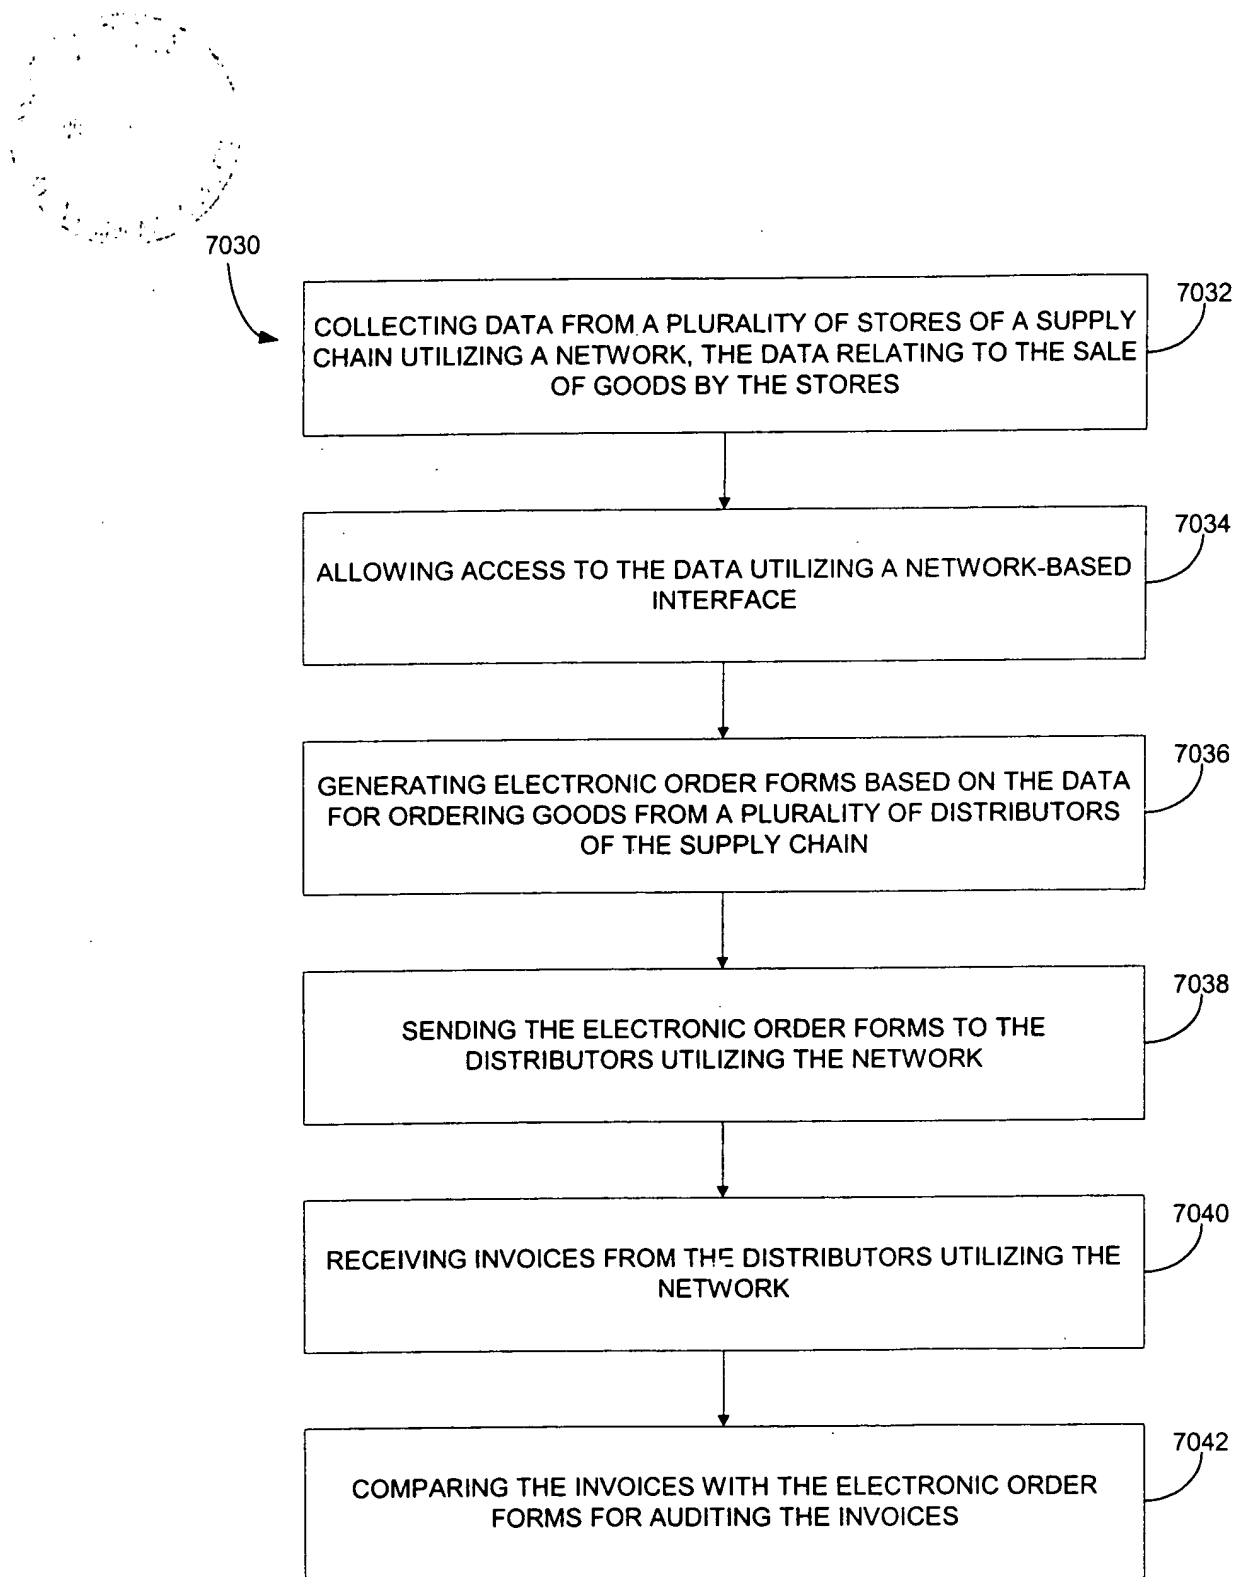 7030
7032
COLLECTING DATA FROM A PLURALITY OF STORES OF A SUPPLY
CHAIN UTILIZING A NETWORK, THE DATA RELATING TO THE SALE
OF GOODS BY THE STORES
7034
ALLOWING ACCESS TO THE DATA UTILIZING A NETWORK-BASED
INTERFACE
7036
GENERATING ELECTRONIC ORDER FORMS BASED ON THE DATA
FOR ORDERING GOODS FROM A PLURALITY OF DISTRIBUTORS
OF THE SUPPLY CHAIN
7038
SENDING THE ELECTRONIC ORDER FORMS TO THE
DISTRIBUTORS UTILIZING THE NETWORK
7040
RECEIVING INVOICES FROM THE DISTRIBUTORS UTILIZING THE
NETWORK
7042
COMPARING THE INVOICES WITH THE ELECTRONIC ORDER
FORMS FOR AUDITING THE INVOICES